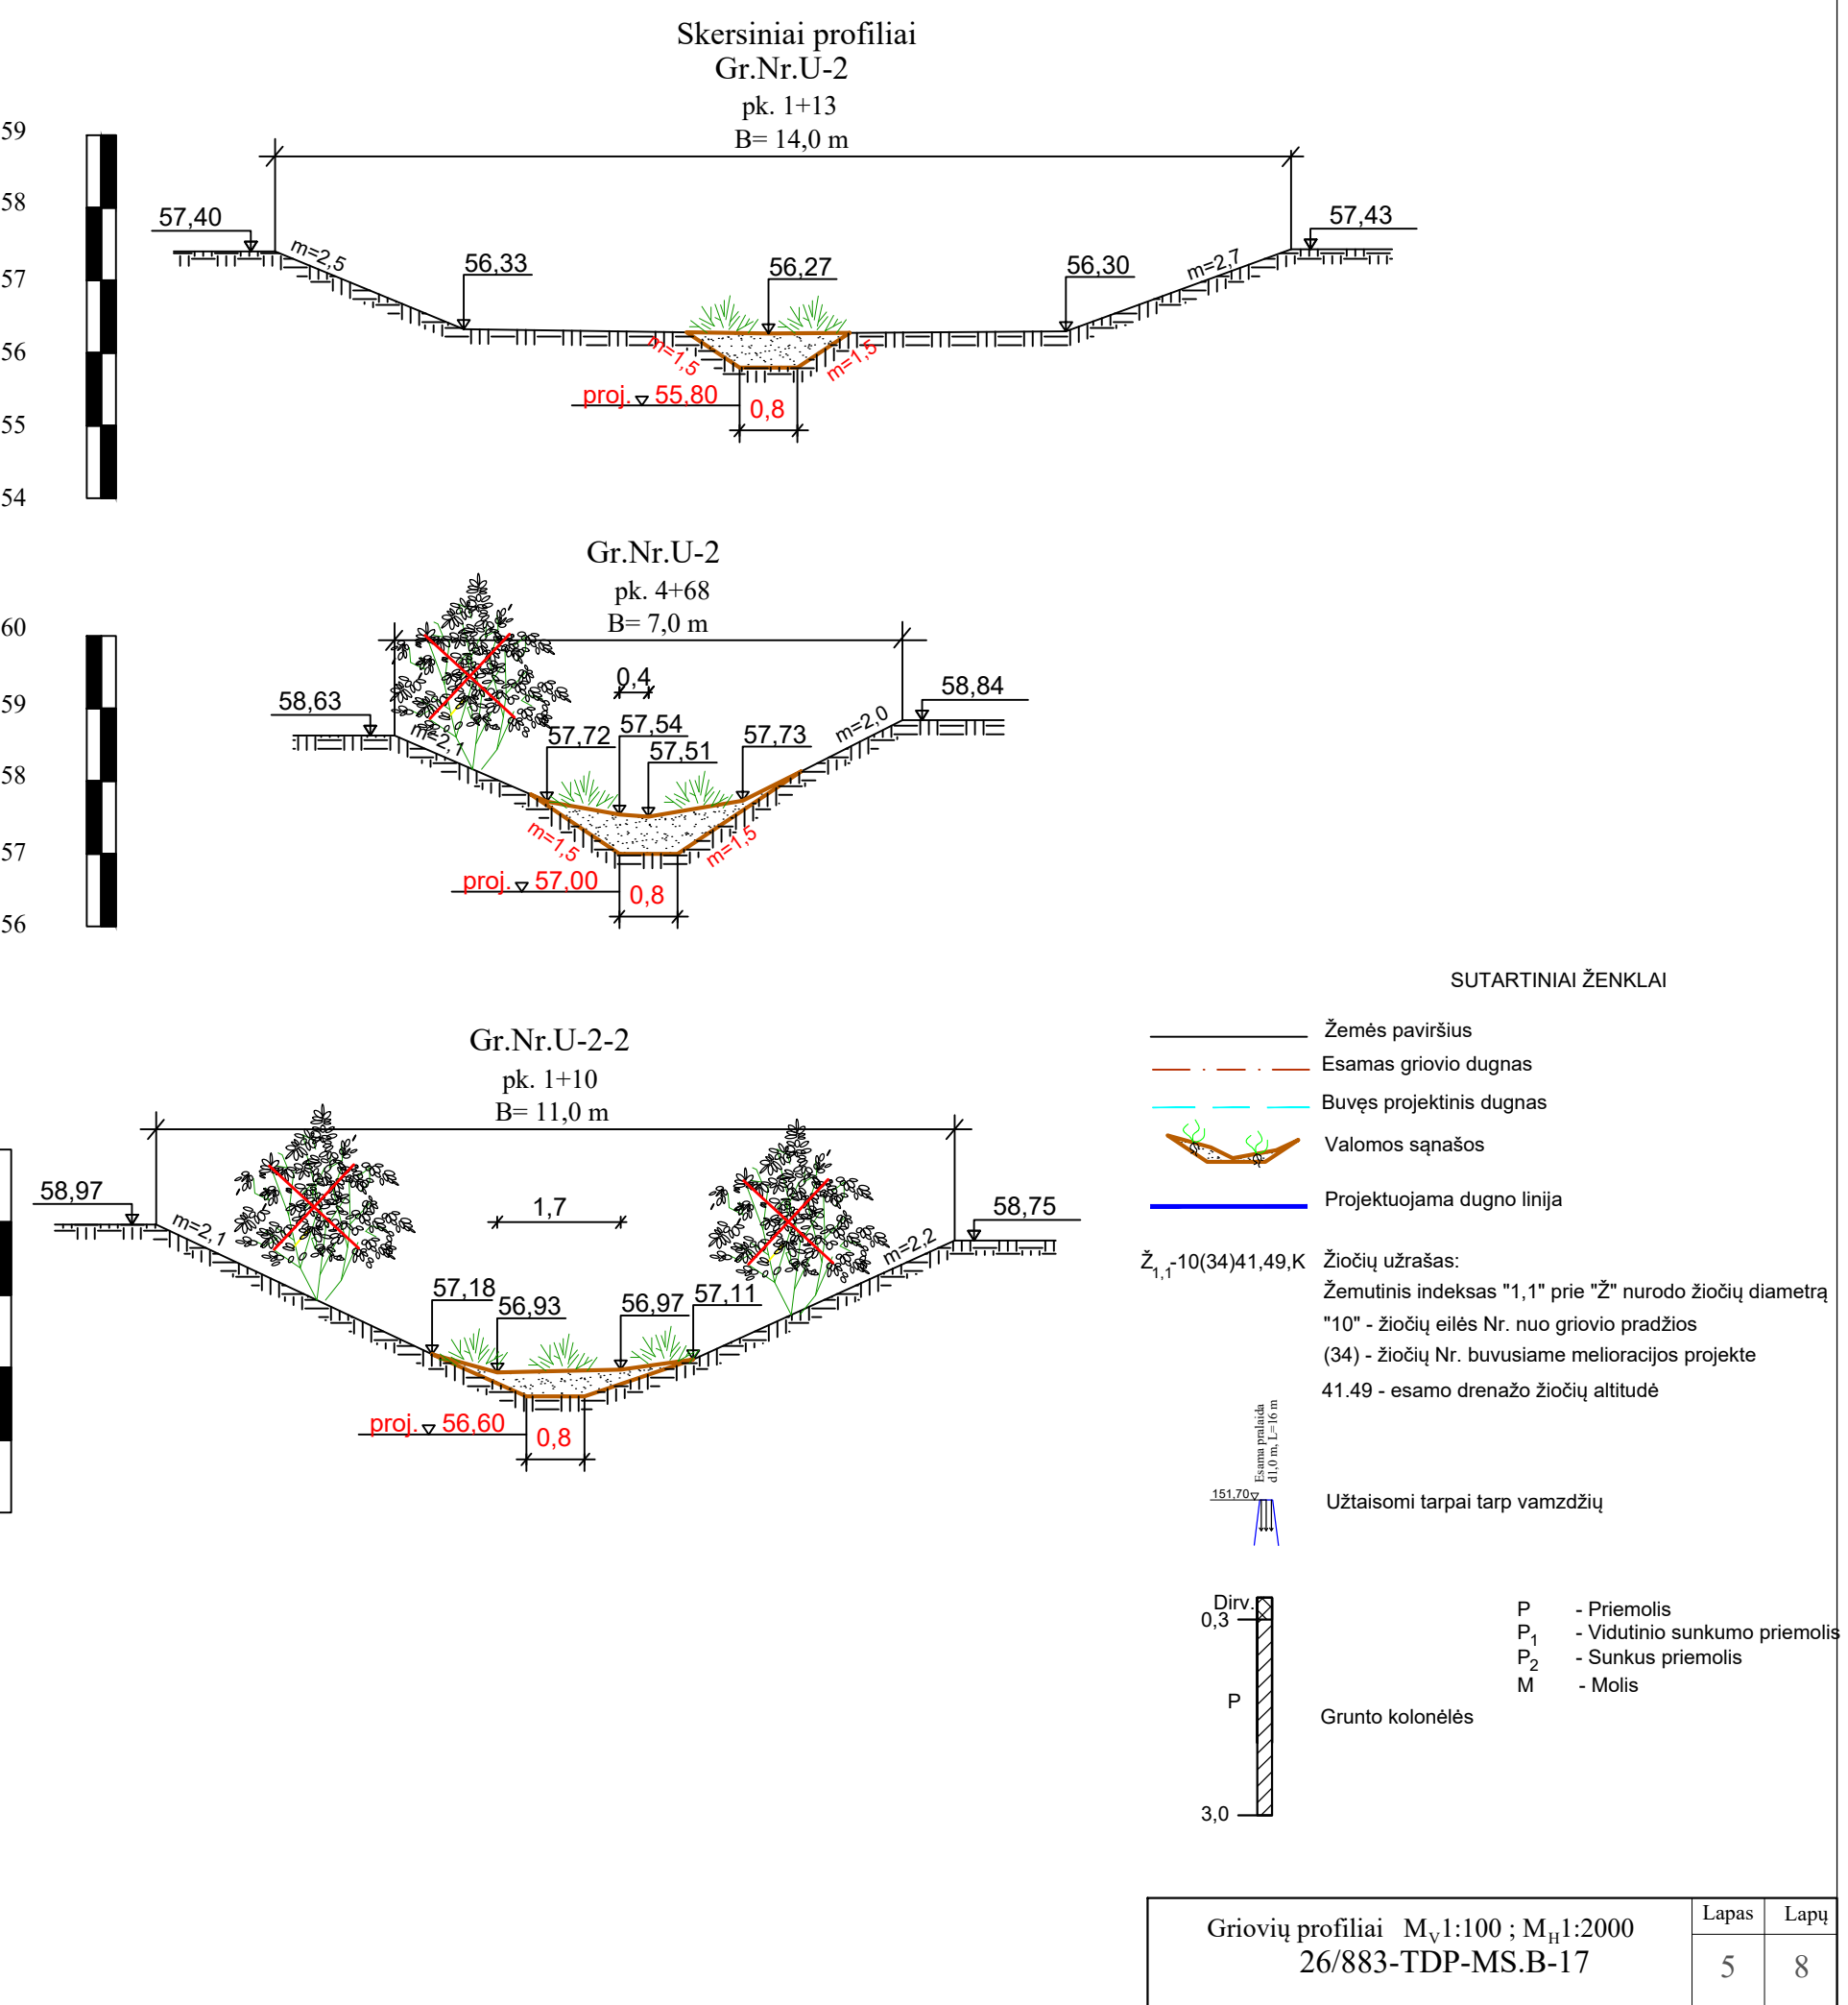 Skersiniai profiliai
Gr.Nr.U-2
pk. 1+13
B= 14,0 m
59
58
57
56
55
54
57,40
m=2,5
56,33
56,27
56,30
m=2,7
57,43
m=1,5
m=1,5
proj. 55,80
0,8
Gr.Nr.U-2
pk. 4+68
B= 7,0 m
60
59
58
57
56
0,4
58,63
58,84
m=2,1
57,72
57,54
57,51
57,73
m=2,0
m=1,5
m=1,5
proj. 57,00
0,8
Gr.Nr.U-2-2
pk. 1+10
B= 11,0 m
58,97
m=2,1
1,7
58,75
m=2,2
57,18
56,93
56,97
57,11
proj. 56,60
0,8
SUTARTINIAI ŽENKLAI
Žemės paviršius
Esamas griovio dugnas
Buvęs projektinis dugnas
Valomos sąnašos
Projektuojama dugno linija
Ž1,1-10(34)41,49,K Žiočių užrašas:
Žemutinis indeksas "1,1" prie "Ž" nurodo žiočių diametrą
"10" - žiočių eilės Nr. nuo griovio pradžios
(34) - žiočių Nr. buvusiame melioracijos projekte
41.49 - esamo drenažo žiočių altitudė
Esama pralaida
d1,0 m, L=16 m
151,70
Užtaisomi tarpai tarp vamzdžių
Dirv.
0,3
P
3,0
Grunto kolonėlės
P - Priemolis
P1 - Vidutinio sunkumo priemolis
P2 - Sunkus priemolis
M - Molis
Griovių profiliai MV1:100 ; MH1:2000
26/883-TDP-MS.B-17
Lapas
Lapų
5
8